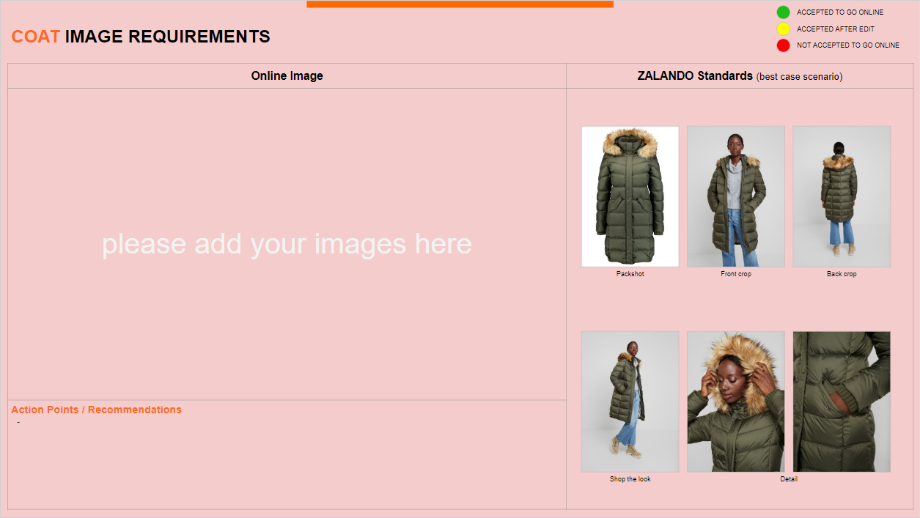 COAT IMAGE REQUIREMENTS
ACCEPTED TO GO ONLINE
ACCEPTED AFTER EDIT
NOT ACCEPTED TO GO ONLINE
Online Image
ZALANDO Standards (best case scenario)
please add your images here
Packshot
Front crop
Back crop
Action Points / Recommendations
-
Shop the look
Detail